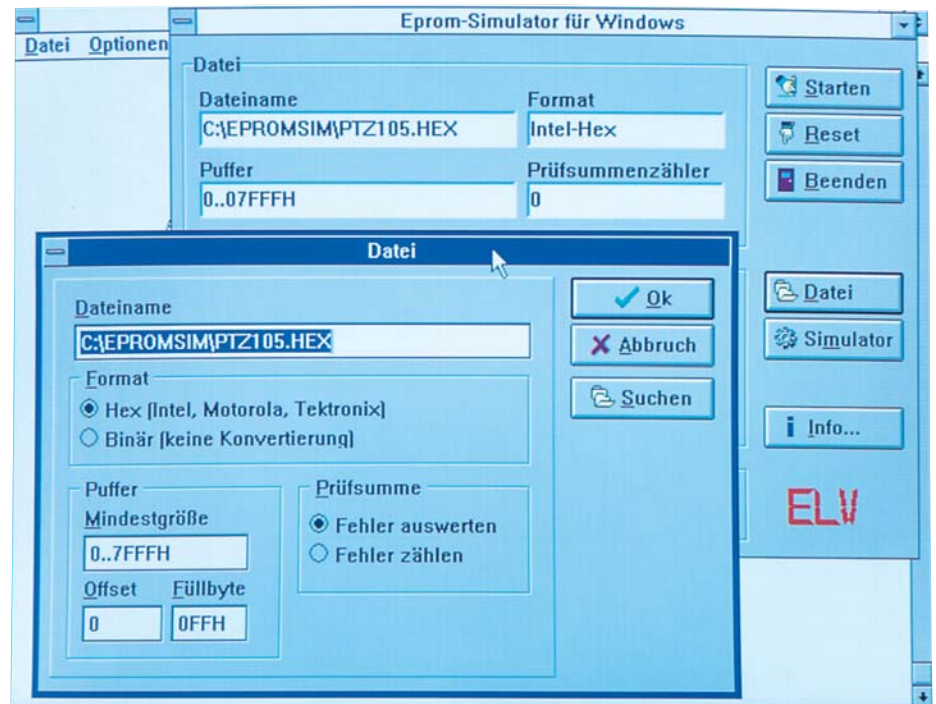 Eprom-Simulator für Windows
Datei Optionen
Datei
Dateiname
Format
C:\EPROMSIM\PTZ105.HEX
Intel-Hex
Puffer
Prüfsummenzähler
0..07FFFH
0
Starten
Reset
Beenden
Datei
Simulator
Info...
ELV
Datei
Dateiname
C:\EPROMSIM\PTZ105.HEX
Format
Hex (Intel, Motorola, Tektronix)
Binär (keine Konvertierung)
Puffer
Mindestgröße
0..7FFFH
Offset Füllbyte
0 0FFH
Prüfsumme
Fehler auswerten
Fehler zählen
Ok
Abbruch
Suchen